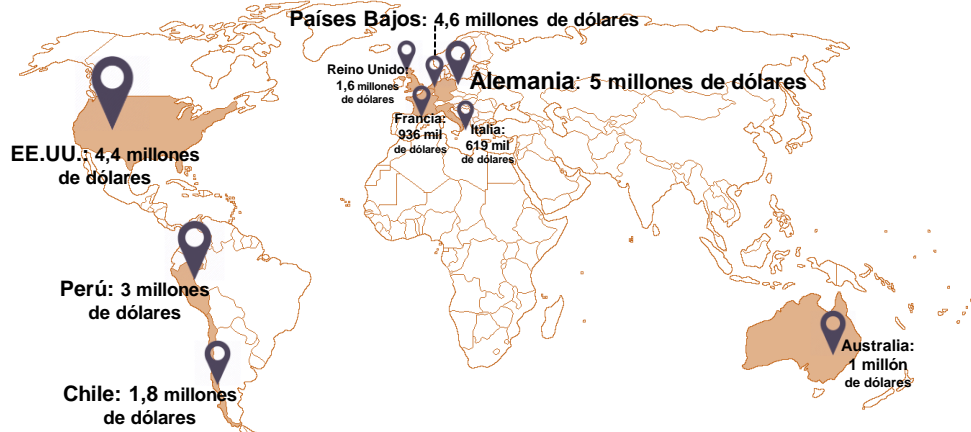 Países Bajos: 4,6 millones de dólares
Reino Unido:
1,6 millones
de dólares
Alemania: 5 millones de dólares
Francia:
936 mil
de dólares
Italia:
619 mil
de dólares
EE.UU.: 4,4 millones
de dólares
Perú: 3 millones
de dólares
Chile: 1,8 millones
de dólares
Australia:
1 millón
de dólares